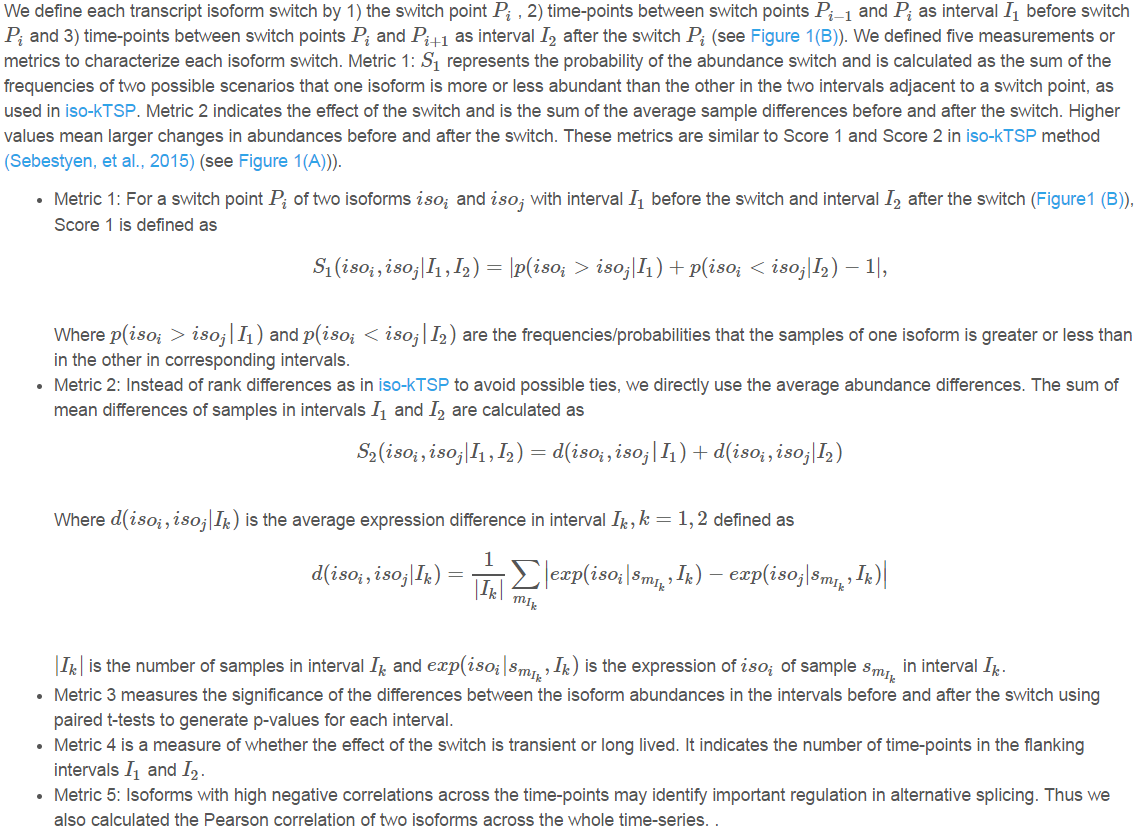 We define each transcript isoform switch by 1) the switch point P_i , 2) time-points between switch points P_{i−1} and P_i as interval I_1 before switch
P_i and 3) time-points between switch points P_i and P_{i+1} as interval I_2 after the switch P_i (see Figure 1(B)). We defined five measurements or
metrics to characterize each isoform switch. Metric 1: S_1 represents the probability of the abundance switch and is calculated as the sum of the
frequencies of two possible scenarios that one isoform is more or less abundant than the other in the two intervals adjacent to a switch point, as
used in iso-kTSP. Metric 2 indicates the effect of the switch and is the sum of the average sample differences before and after the switch. Higher
values mean larger changes in abundances before and after the switch. These metrics are similar to Score 1 and Score 2 in iso-kTSP method
(Sebestyen, et al., 2015) (see Figure 1(A))).
• Metric 1: For a switch point P_i of two isoforms iso_i and iso_j with interval I_1 before the switch and interval I_2 after the switch (Figure1 (B)),
Score 1 is defined as
S_1(iso_i, iso_j|I_1, I_2) = |p(iso_i > iso_j|I_1) + p(iso_i < iso_j|I_2) − 1|,
Where p(iso_i > iso_j|I_1) and p(iso_i < iso_j|I_2) are the frequencies/probabilities that the samples of one isoform is greater or less than
in the other in corresponding intervals.
• Metric 2: Instead of rank differences as in iso-kTSP to avoid possible ties, we directly use the average abundance differences. The sum of
mean differences of samples in intervals I_1 and I_2 are calculated as
S_2(iso_i, iso_j|I_1, I_2) = d(iso_i, iso_j|I_1) + d(iso_i, iso_j|I_2)
Where d(iso_i, iso_j|I_k) is the average expression difference in interval I_k, k = 1, 2 defined as
d(iso_i, iso_j|I_k) = \frac{1}{|I_k|} ∑_{m_{I_k}} |exp(iso_i|s_{m_{I_k}}, I_k) − exp(iso_j|s_{m_{I_k}}, I_k)|
|I_k| is the number of samples in interval I_k and exp(iso_i|s_{m_{I_k}}, I_k) is the expression of iso_i of sample s_{m_{I_k}} in interval I_k.
• Metric 3 measures the significance of the differences between the isoform abundances in the intervals before and after the switch using
paired t-tests to generate p-values for each interval.
• Metric 4 is a measure of whether the effect of the switch is transient or long lived. It indicates the number of time-points in the flanking
intervals I_1 and I_2.
• Metric 5: Isoforms with high negative correlations across the time-points may identify important regulation in alternative splicing. Thus we
also calculated the Pearson correlation of two isoforms across the whole time-series. .